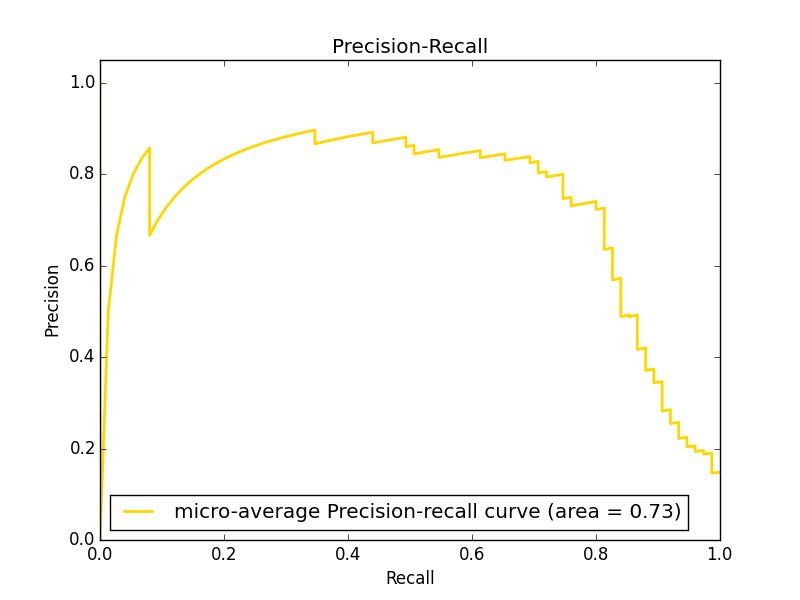 Precision-Recall
1.0
0.8
0.6
0.4
0.2
0.0
Precision
micro-average Precision-recall curve (area = 0.73)
0.0 0.2 0.4 0.6 0.8 1.0
Recall